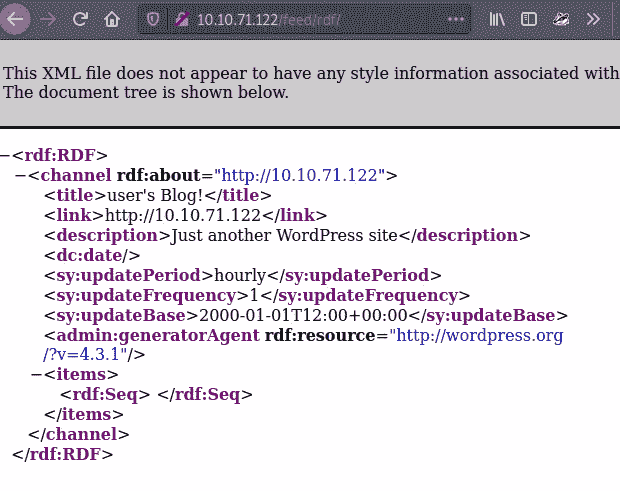 10.10.71.122/feed/rdf/
This XML file does not appear to have any style information associated with
The document tree is shown below.
−<rdf:RDF>
−<channel rdf:about="http://10.10.71.122">
<title>user's Blog!</title>
<link>http://10.10.71.122</link>
<description>Just another WordPress site</description>
<dc:date/>
<sy:updatePeriod>hourly</sy:updatePeriod>
<sy:updateFrequency>1</sy:updateFrequency>
<sy:updateBase>2000-01-01T12:00+00:00</sy:updateBase>
<admin:generatorAgent rdf:resource="http://wordpress.org
/?v=4.3.1"/>
−<items>
<rdf:Seq> </rdf:Seq>
</items>
</channel>
</rdf:RDF>